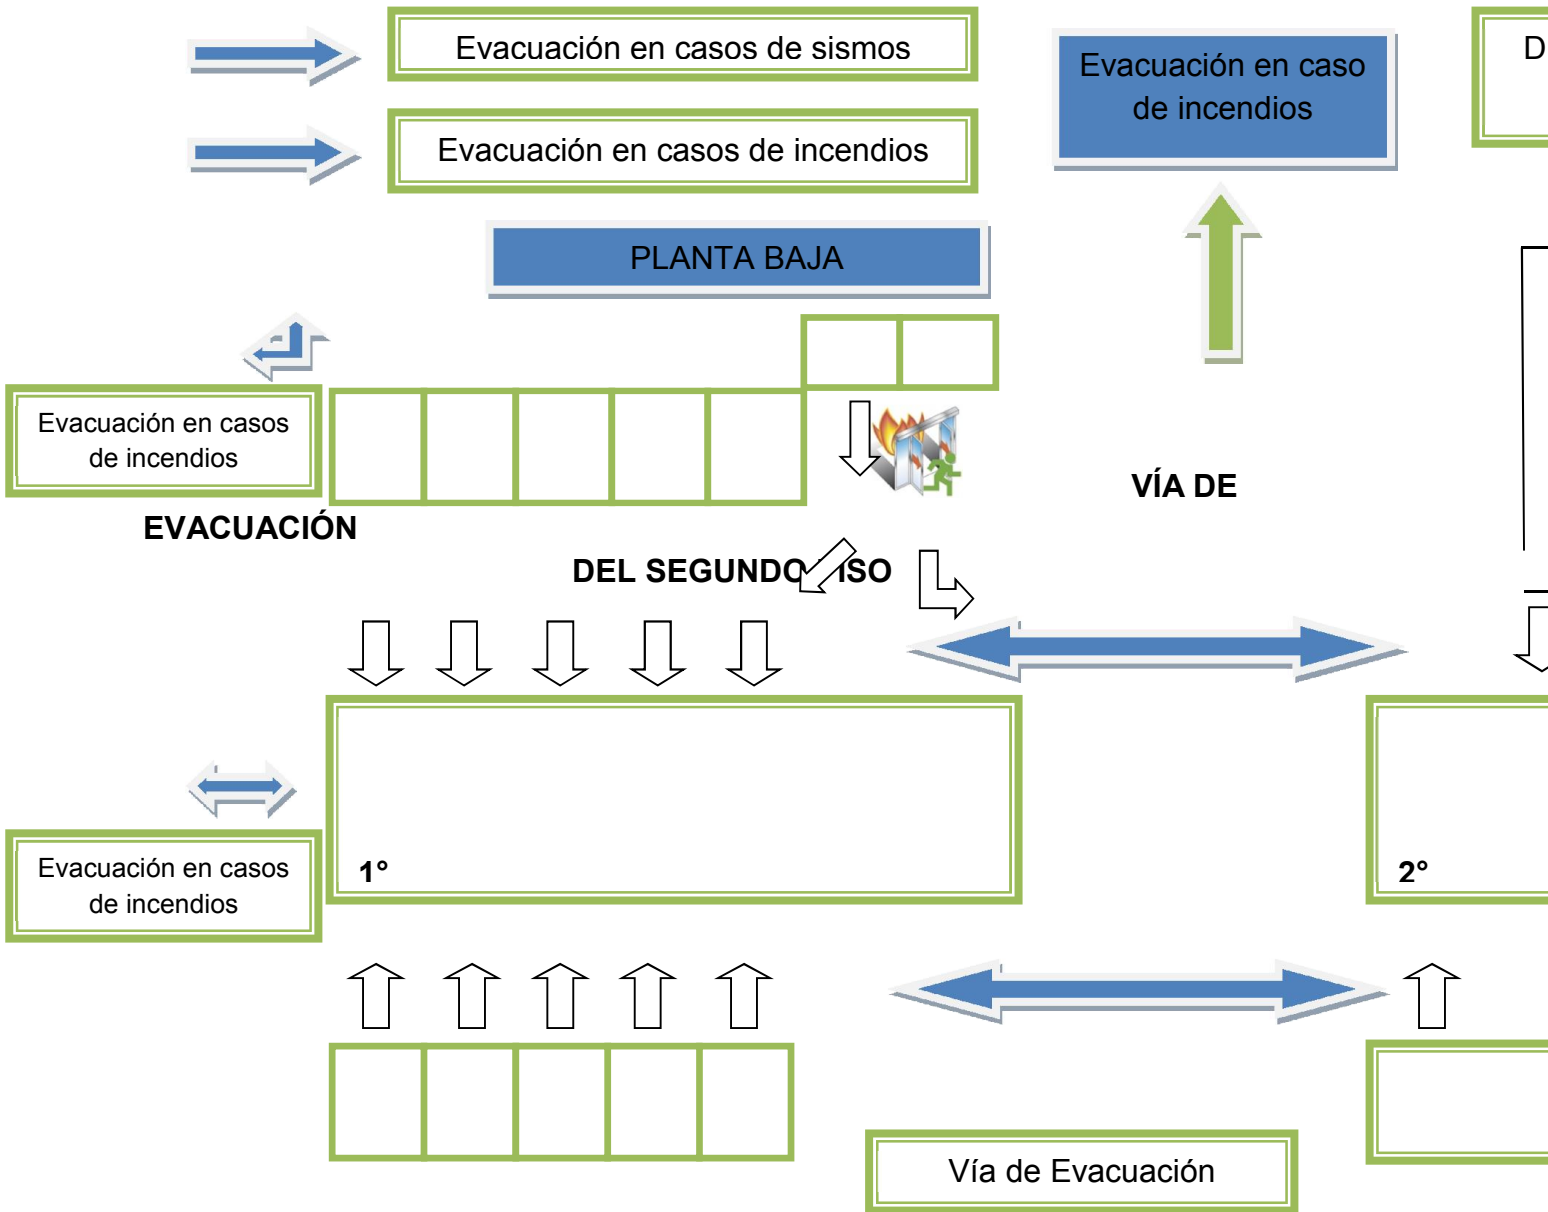 Evacuación en casos de sismos
Evacuación en caso
de incendios
D
Evacuación en casos de incendios
PLANTA BAJA
Evacuación en casos
de incendios
VÍA DE
EVACUACIÓN
DEL SEGUNDO ISO
Evacuación en casos
de incendios
1°
2°
Vía de Evacuación